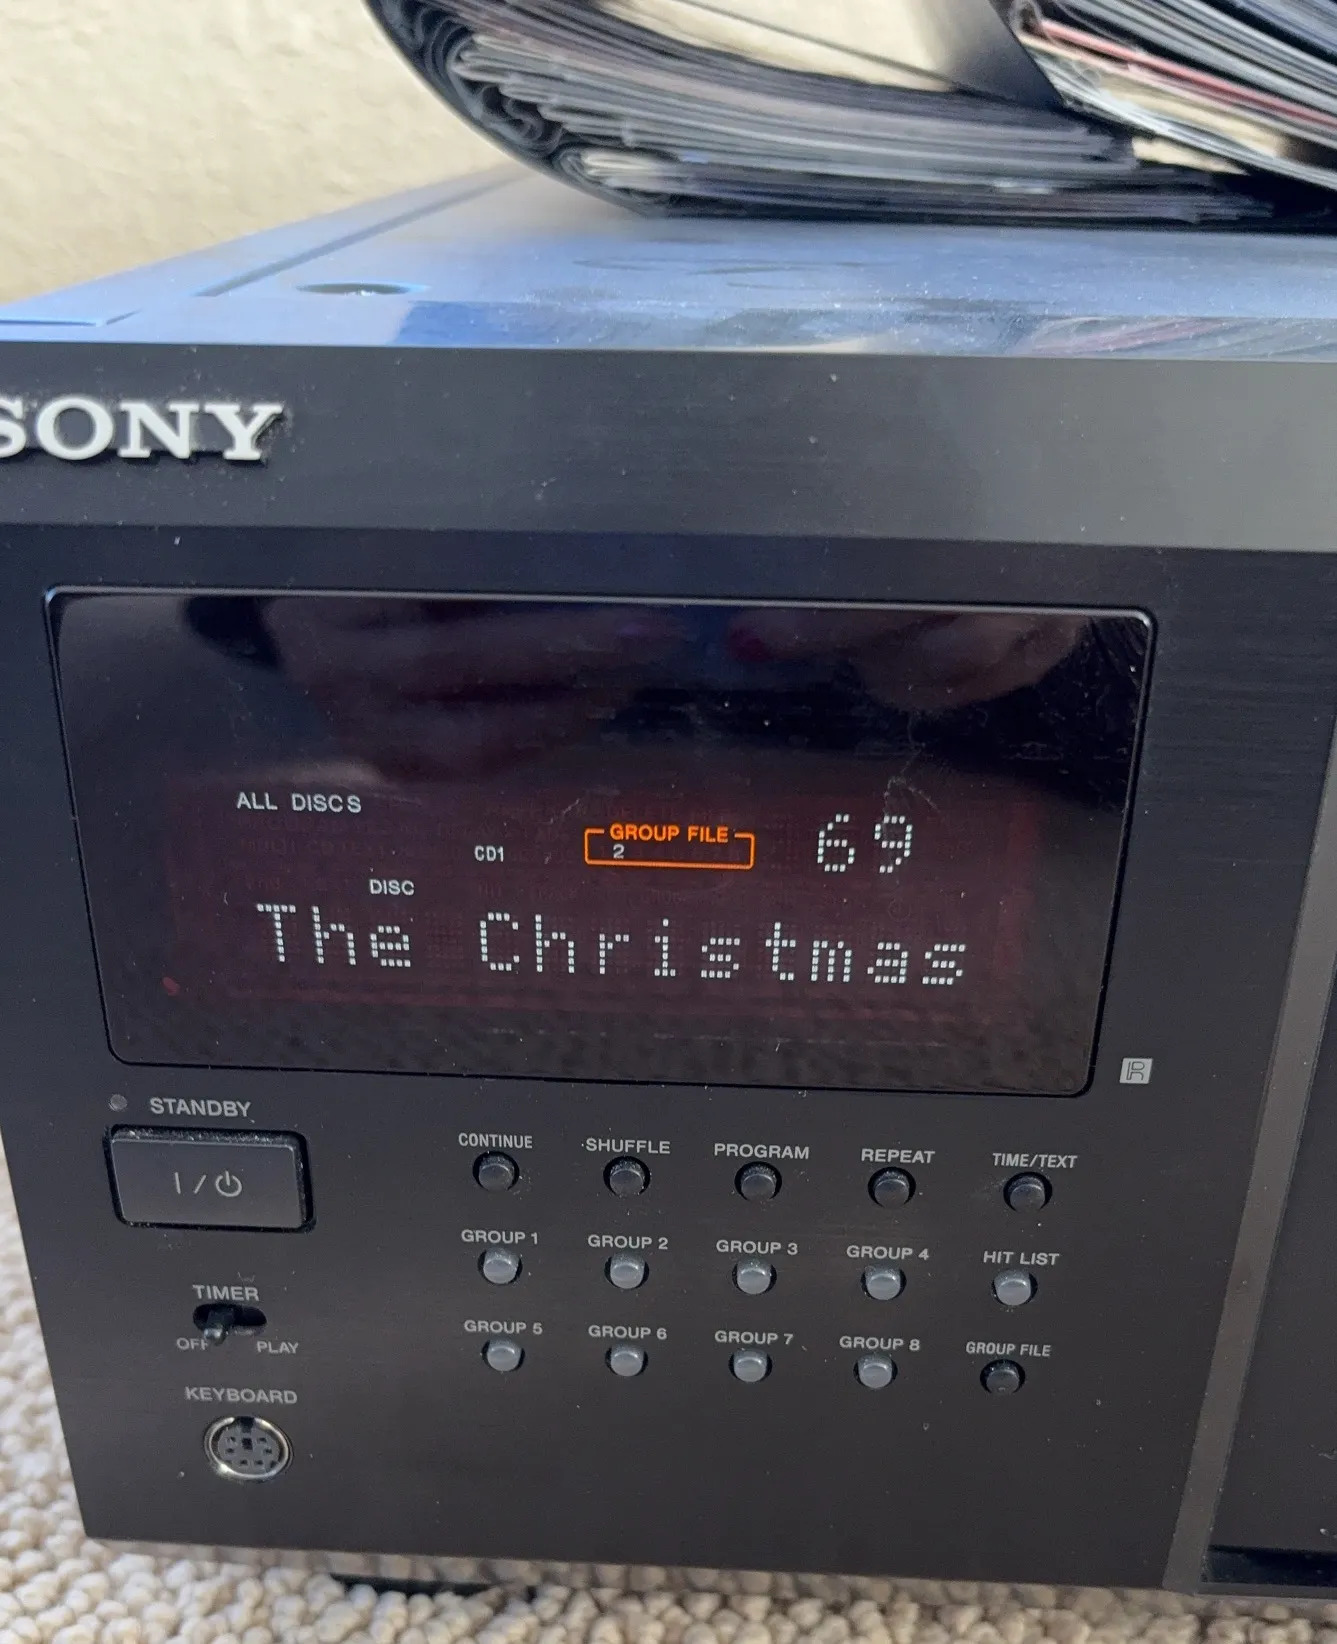 SONY
ALL DISCS
GROUP FILE
69
CD1
2
DISC
The Christmas
STANDBY
I/⏻
CONTINUE
SHUFFLE
PROGRAM
REPEAT
TIME/TEXT
GROUP 1
GROUP 2
GROUP 3
GROUP 4
HIT LIST
TIMER
OFF
PLAY
GROUP 5
GROUP 6
GROUP 7
GROUP 8
GROUP FILE
KEYBOARD